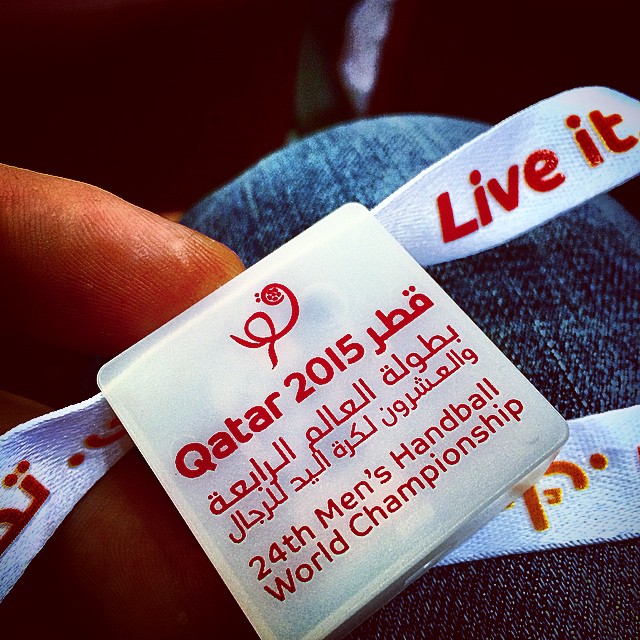 Live it
Qatar 2015 قطر
بطولة العالم الرابعة
والعشرون لكرة اليد للرجال
24th Men's Handball
World Championship